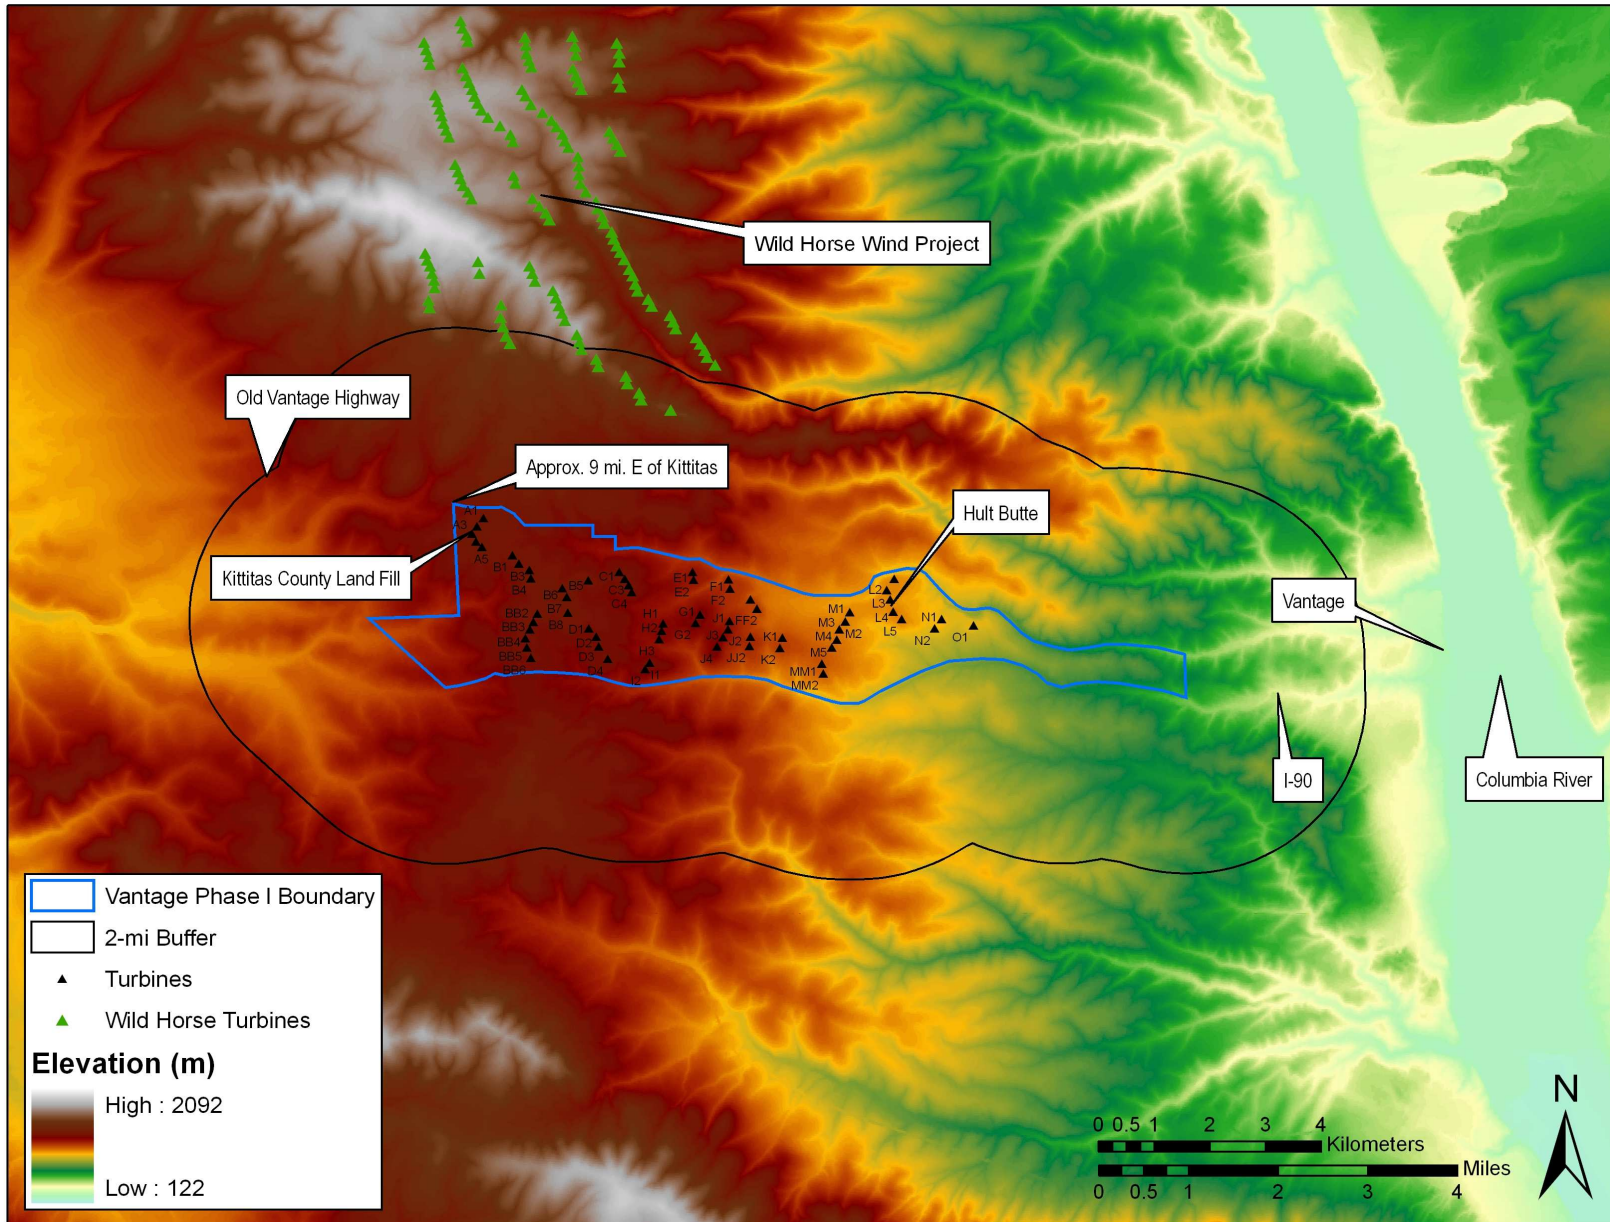 Wild Horse Wind Project
Old Vantage Highway
Approx. 9 mi. E of Kittitas
Hult Butte
Kittitas County Land Fill
Vantage
I-90
Columbia River
A1
A3
A5
B1
B3
B4
B5
B6
B7
B8
BB2
BB3
BB4
BB5
BB6
C1
C3
C4
D1
D2
D3
D4
E1
E2
F1
F2
FF2
G1
G2
H1
H2
H3
I1
I2
J1
J2
J3
J4
JJ2
K1
K2
L2
L3
L4
L5
M1
M2
M3
M4
M5
MM1
MM2
N1
N2
O1
Vantage Phase I Boundary
2-mi Buffer
Turbines
Wild Horse Turbines
Elevation (m)
High : 2092
Low : 122
N
0 0.5 1 2 3 4
Kilometers
Miles
0 0.5 1 2 3 4